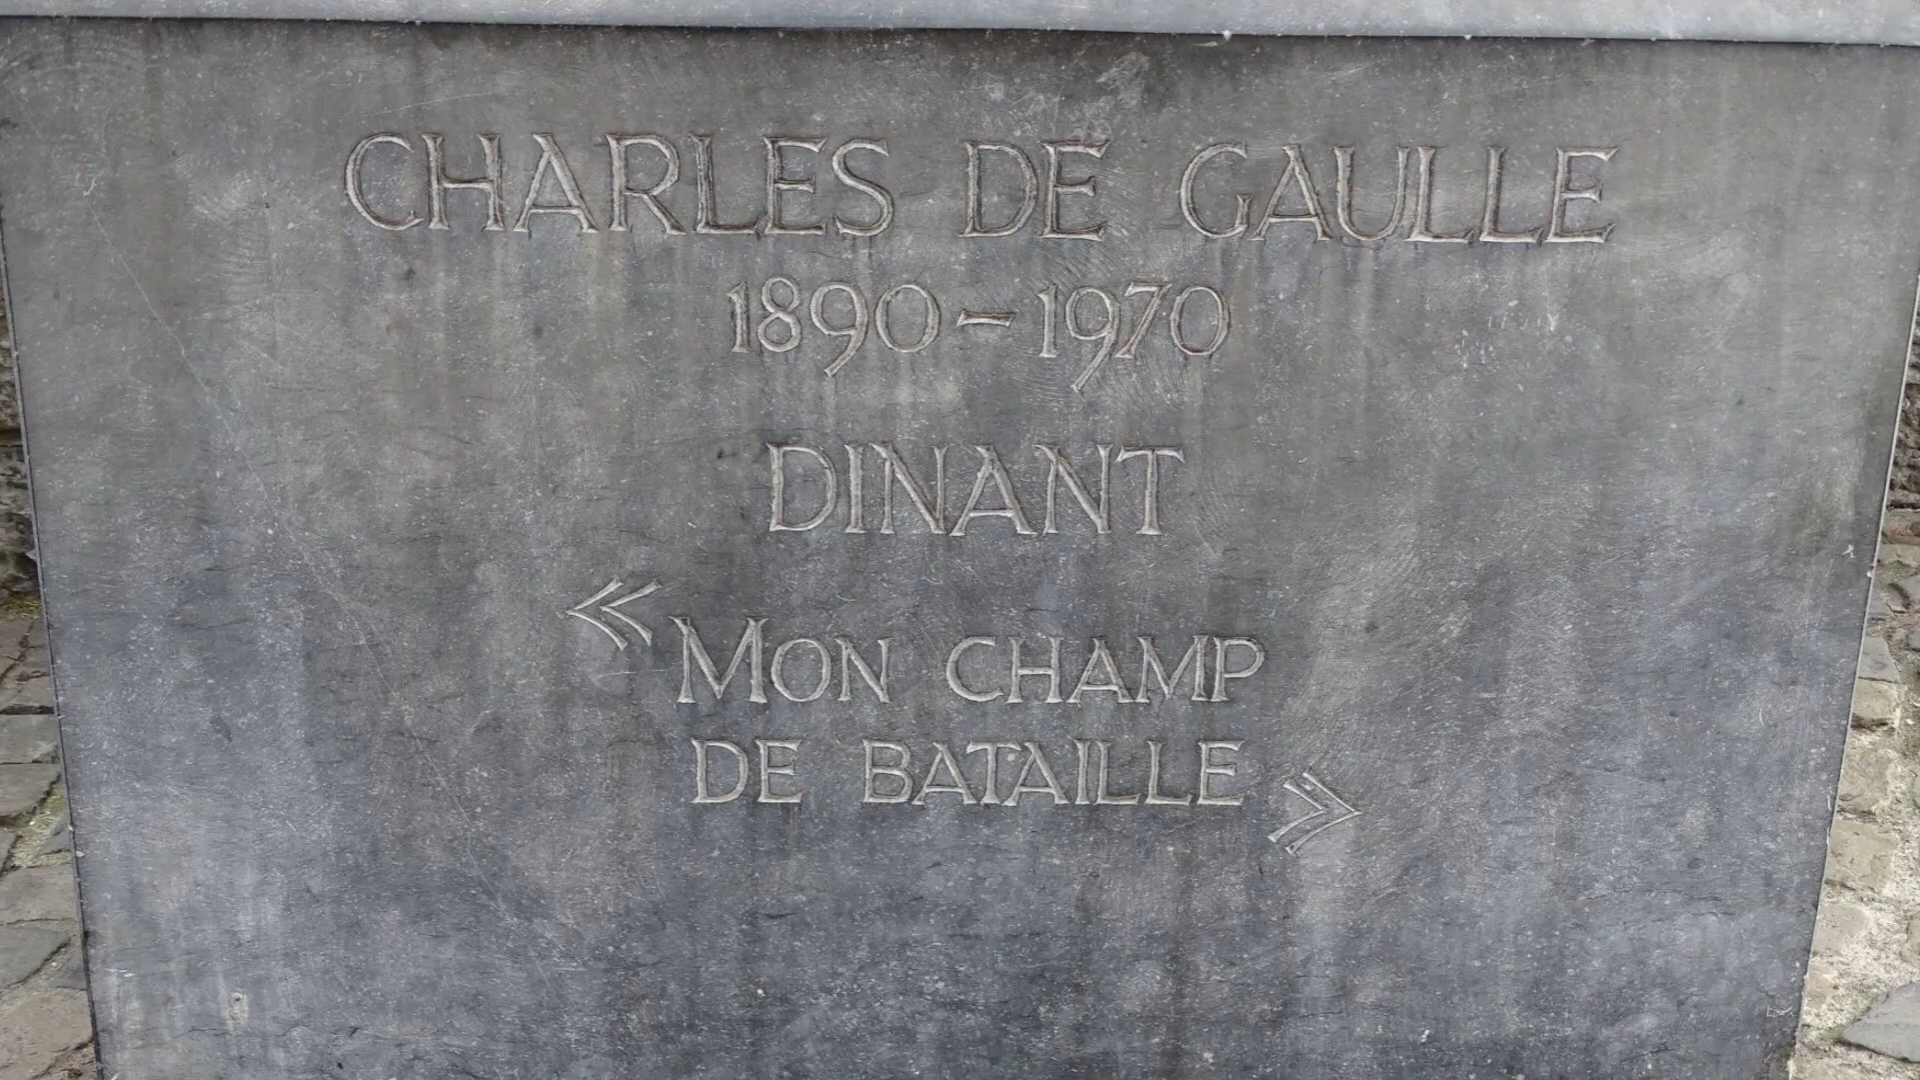 CHARLES DE GAULLE
1890-1970
DINANT
« MON CHAMP
DE BATAILLE »